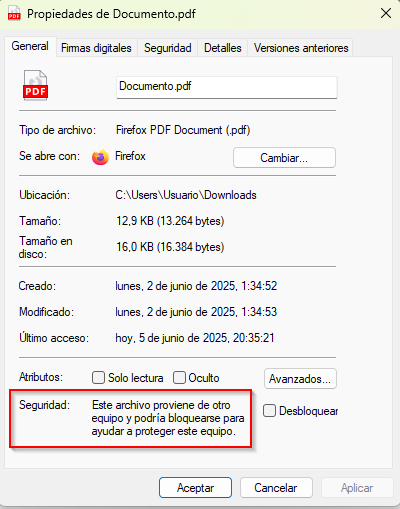 Propiedades de Documento.pdf
General Firmas digitales Seguridad Detalles Versiones anteriores
PDF
Documento.pdf
Tipo de archivo: Firefox PDF Document (.pdf)
Se abre con: Firefox Cambiar...
Ubicación: C:\Users\Usuario\Downloads
Tamaño: 12,9 KB (13.264 bytes)
Tamaño en
disco: 16,0 KB (16.384 bytes)
Creado: lunes, 2 de junio de 2025, 1:34:52
Modificado: lunes, 2 de junio de 2025, 1:34:53
Último acceso: hoy, 5 de junio de 2025, 20:35:21
Atributos: Solo lectura Oculto Avanzados...
Seguridad: Este archivo proviene de otro
equipo y podría bloquearse para
ayudar a proteger este equipo.
Desbloquear
Aceptar Cancelar Aplicar